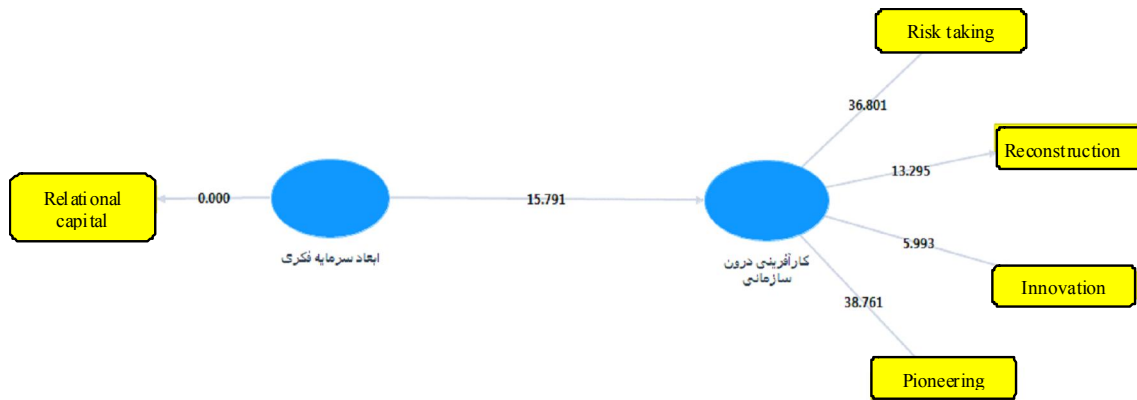 Risk taking
36.801
Reconstruction
13.295
Relational
capital
0.000
15.791
ابعاد سرمایه فکری
کارآفرینی درون
سازمانی
5.993
Innovation
38.761
Pioneering